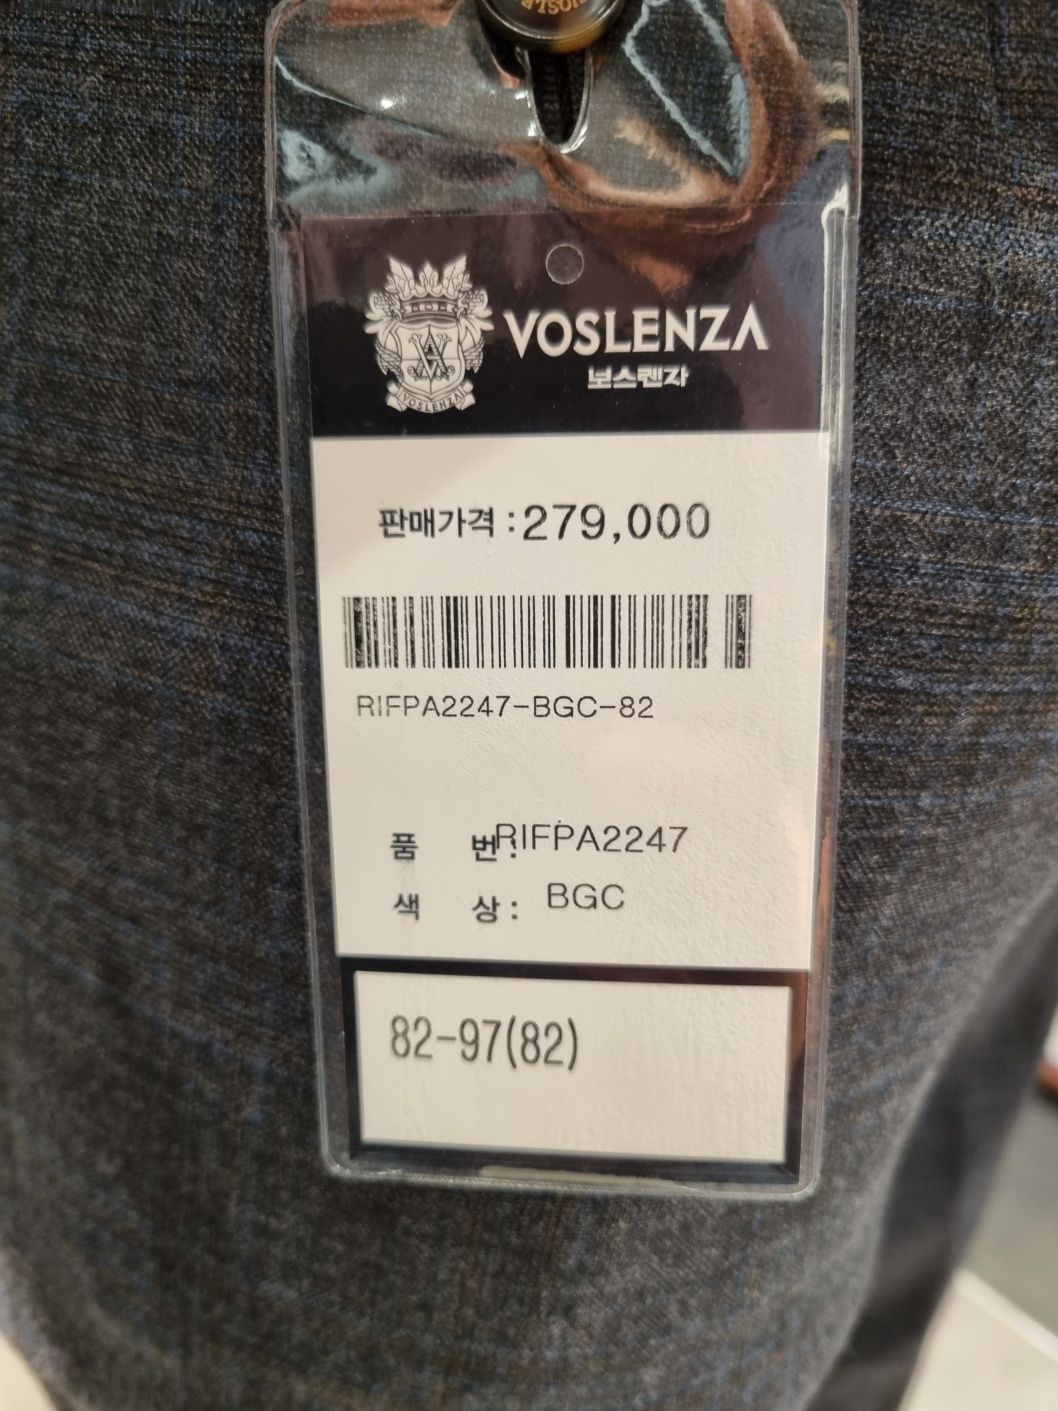 VOSLENZA
보스렌자
VOSLENZA
판매가격 : 279,000
RIFPA2247-BGC-82
품 번 : RIFPA2247
색 상 : BGC
82-97(82)